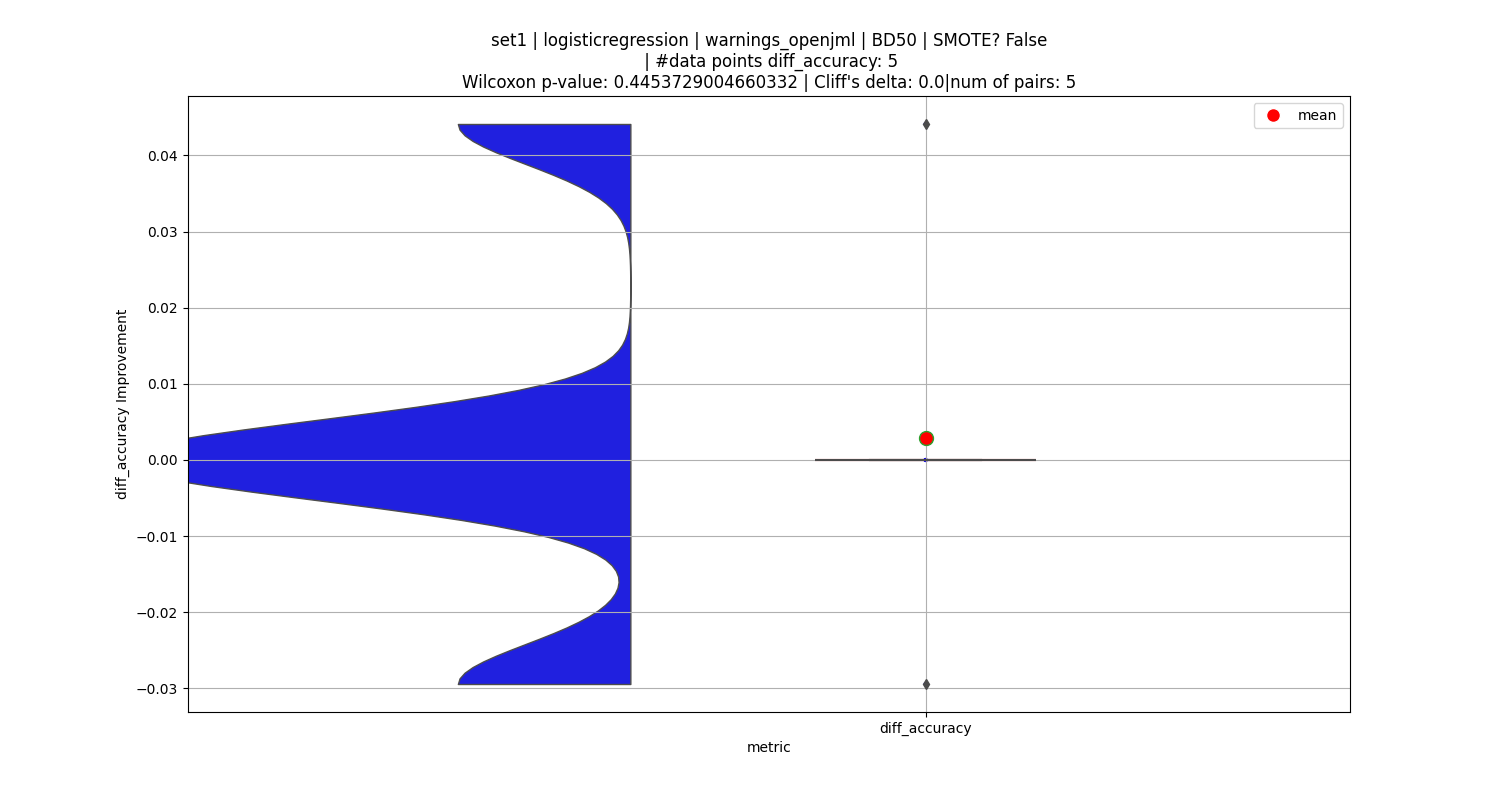 set1 | logisticregression | warnings_openjml | BD50 | SMOTE? False
| #data points diff_accuracy: 5
Wilcoxon p-value: 0.4453729004660332 | Cliff's delta: 0.0|num of pairs: 5
mean
0.04
0.03
0.02
0.01
0.00
−0.01
−0.02
−0.03
diff_accuracy Improvement
diff_accuracy
metric